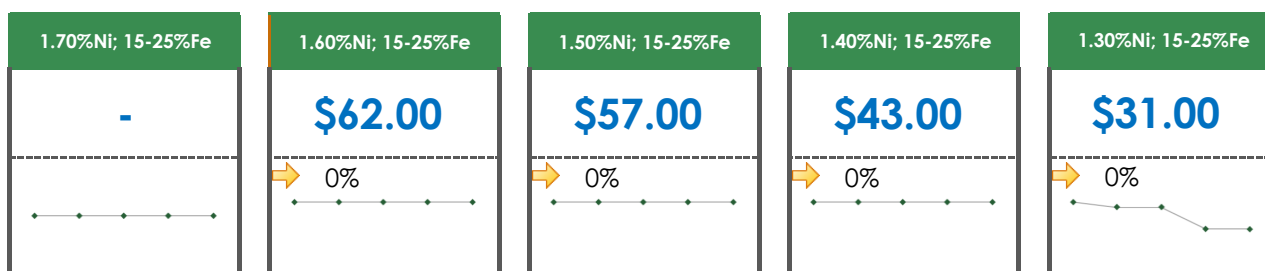 1.70%Ni; 15-25%Fe
-
1.60%Ni; 15-25%Fe
$62.00
0%
1.50%Ni; 15-25%Fe
$57.00
0%
1.40%Ni; 15-25%Fe
$43.00
0%
1.30%Ni; 15-25%Fe
$31.00
0%